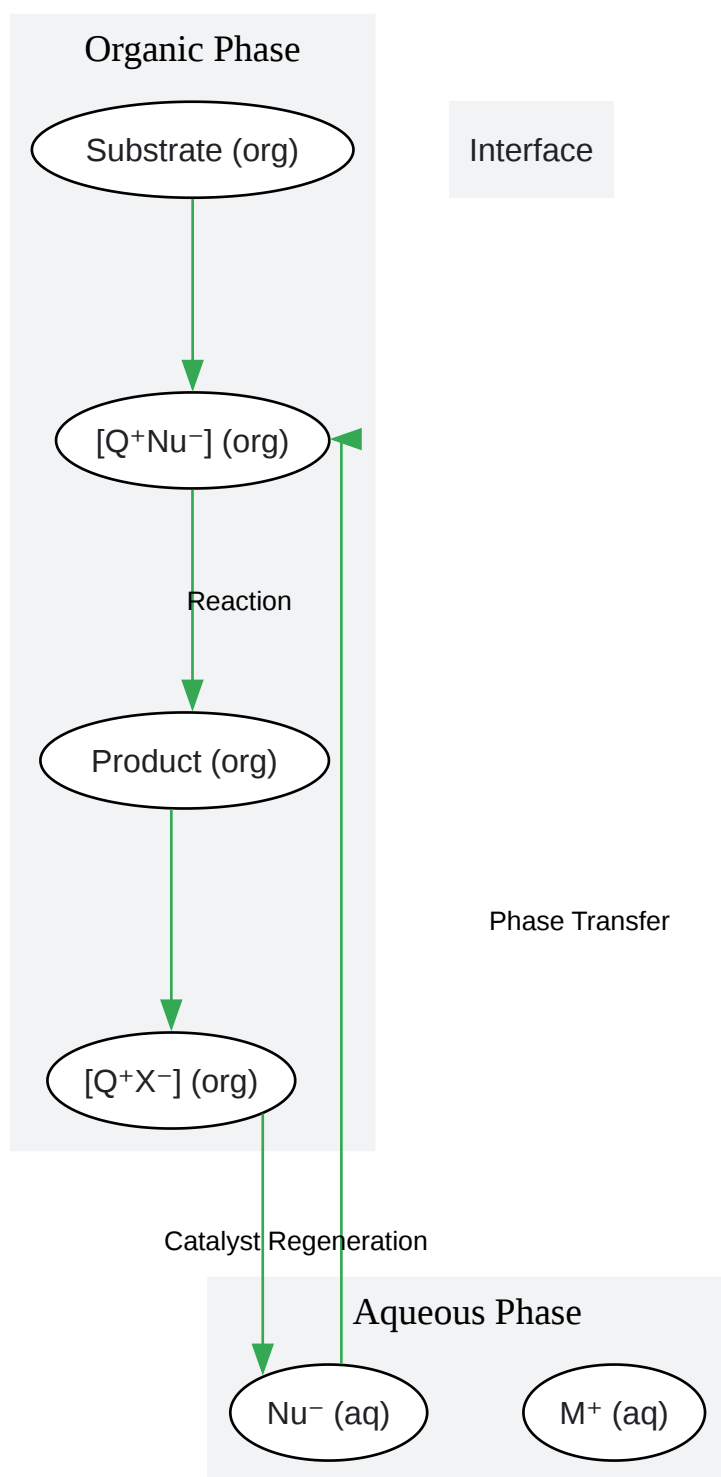 Organic Phase
Substrate (org)
Interface
[Q⁺Nu⁻] (org)
Reaction
Product (org)
Phase Transfer
[Q⁺X⁻] (org)
Catalyst Regeneration
Aqueous Phase
Nu⁻ (aq)
M⁺ (aq)